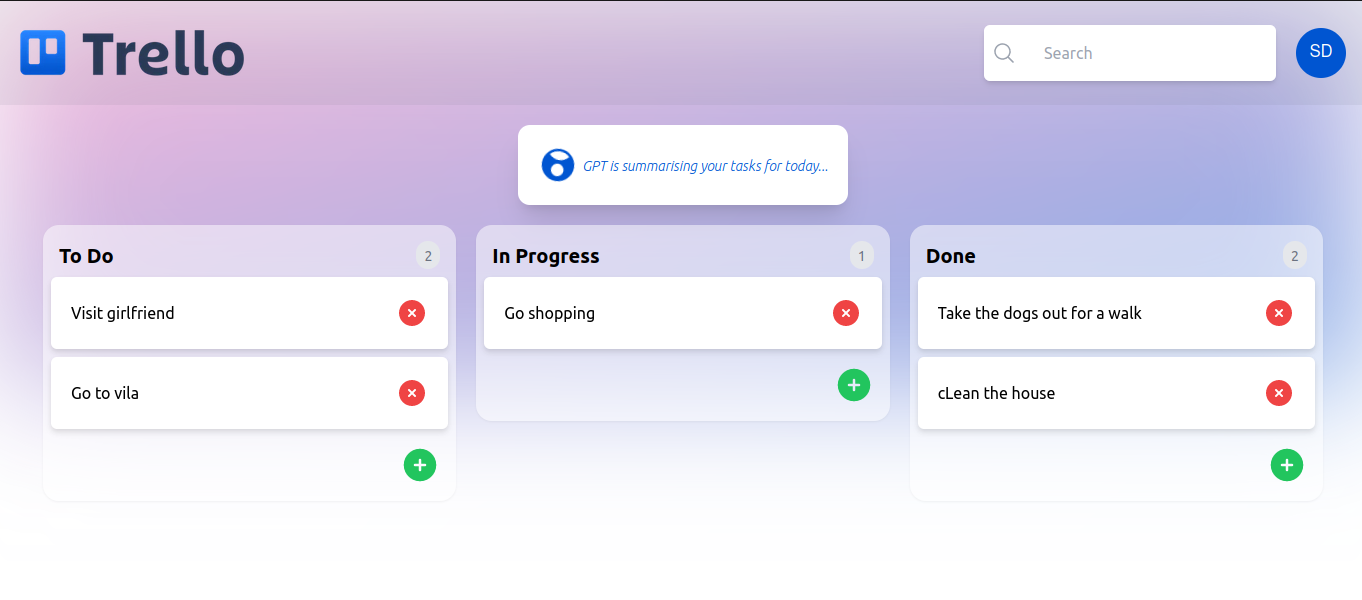 Trello
Search
SD
GPT is summarising your tasks for today...
To Do
2
Visit girlfriend
Go to vila
In Progress
1
Go shopping
Done
2
Take the dogs out for a walk
cLean the house